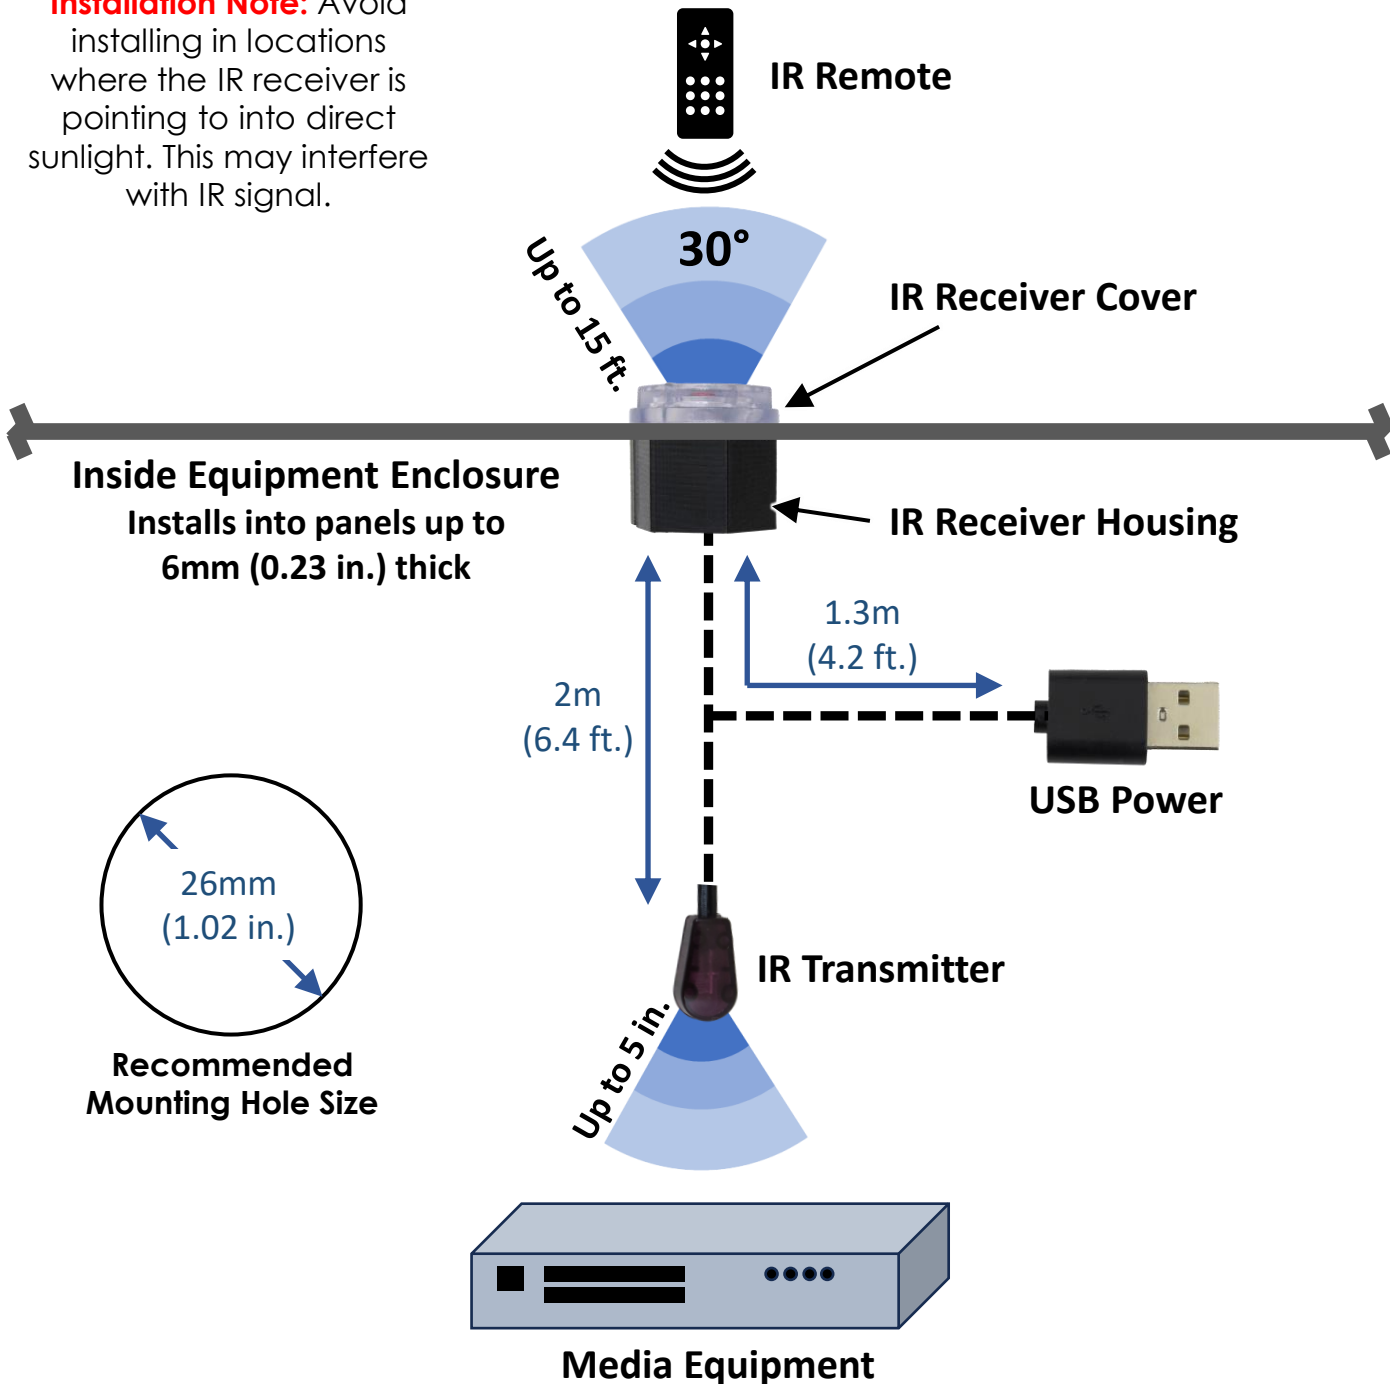 Installation Note: Avoid
installing in locations
where the IR receiver is
pointing to into direct
sunlight. This may interfere
with IR signal.
IR Remote
30°
Up to 15 ft.
IR Receiver Cover
Inside Equipment Enclosure
Installs into panels up to
6mm (0.23 in.) thick
IR Receiver Housing
1.3m
(4.2 ft.)
2m
(6.4 ft.)
USB Power
26mm
(1.02 in.)
Recommended
Mounting Hole Size
IR Transmitter
Up to 5 in.
Media Equipment